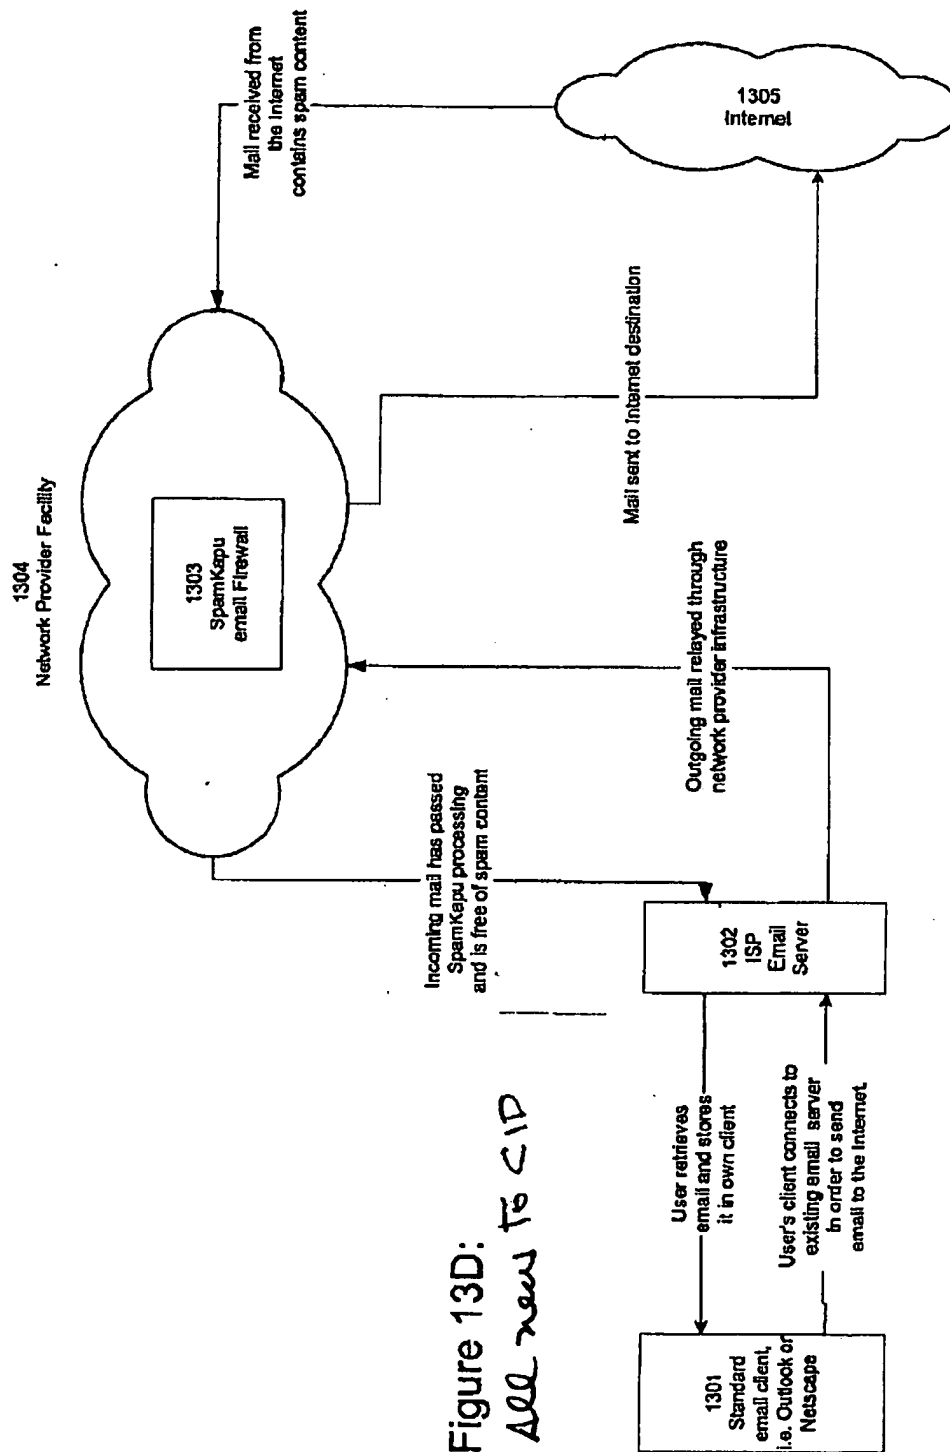 Figure 13D:
All new To CIP
1304
Network Provider Facility
1303
SpamKapu
email Firewall
Mail received from
the Internet
contains spam content
1305
Internet
Mail sent to Internet destination
Incoming mail has passed
SpamKapu processing
and is free of spam content
Outgoing mail relayed through
network provider infrastructure
1302
ISP
Email
Server
User retrieves
email and stores
it in own client
User's client connects to
existing email server
in order to send
email to the Internet.
1301
Standard
email client,
i.e. Outlook or
Netscape